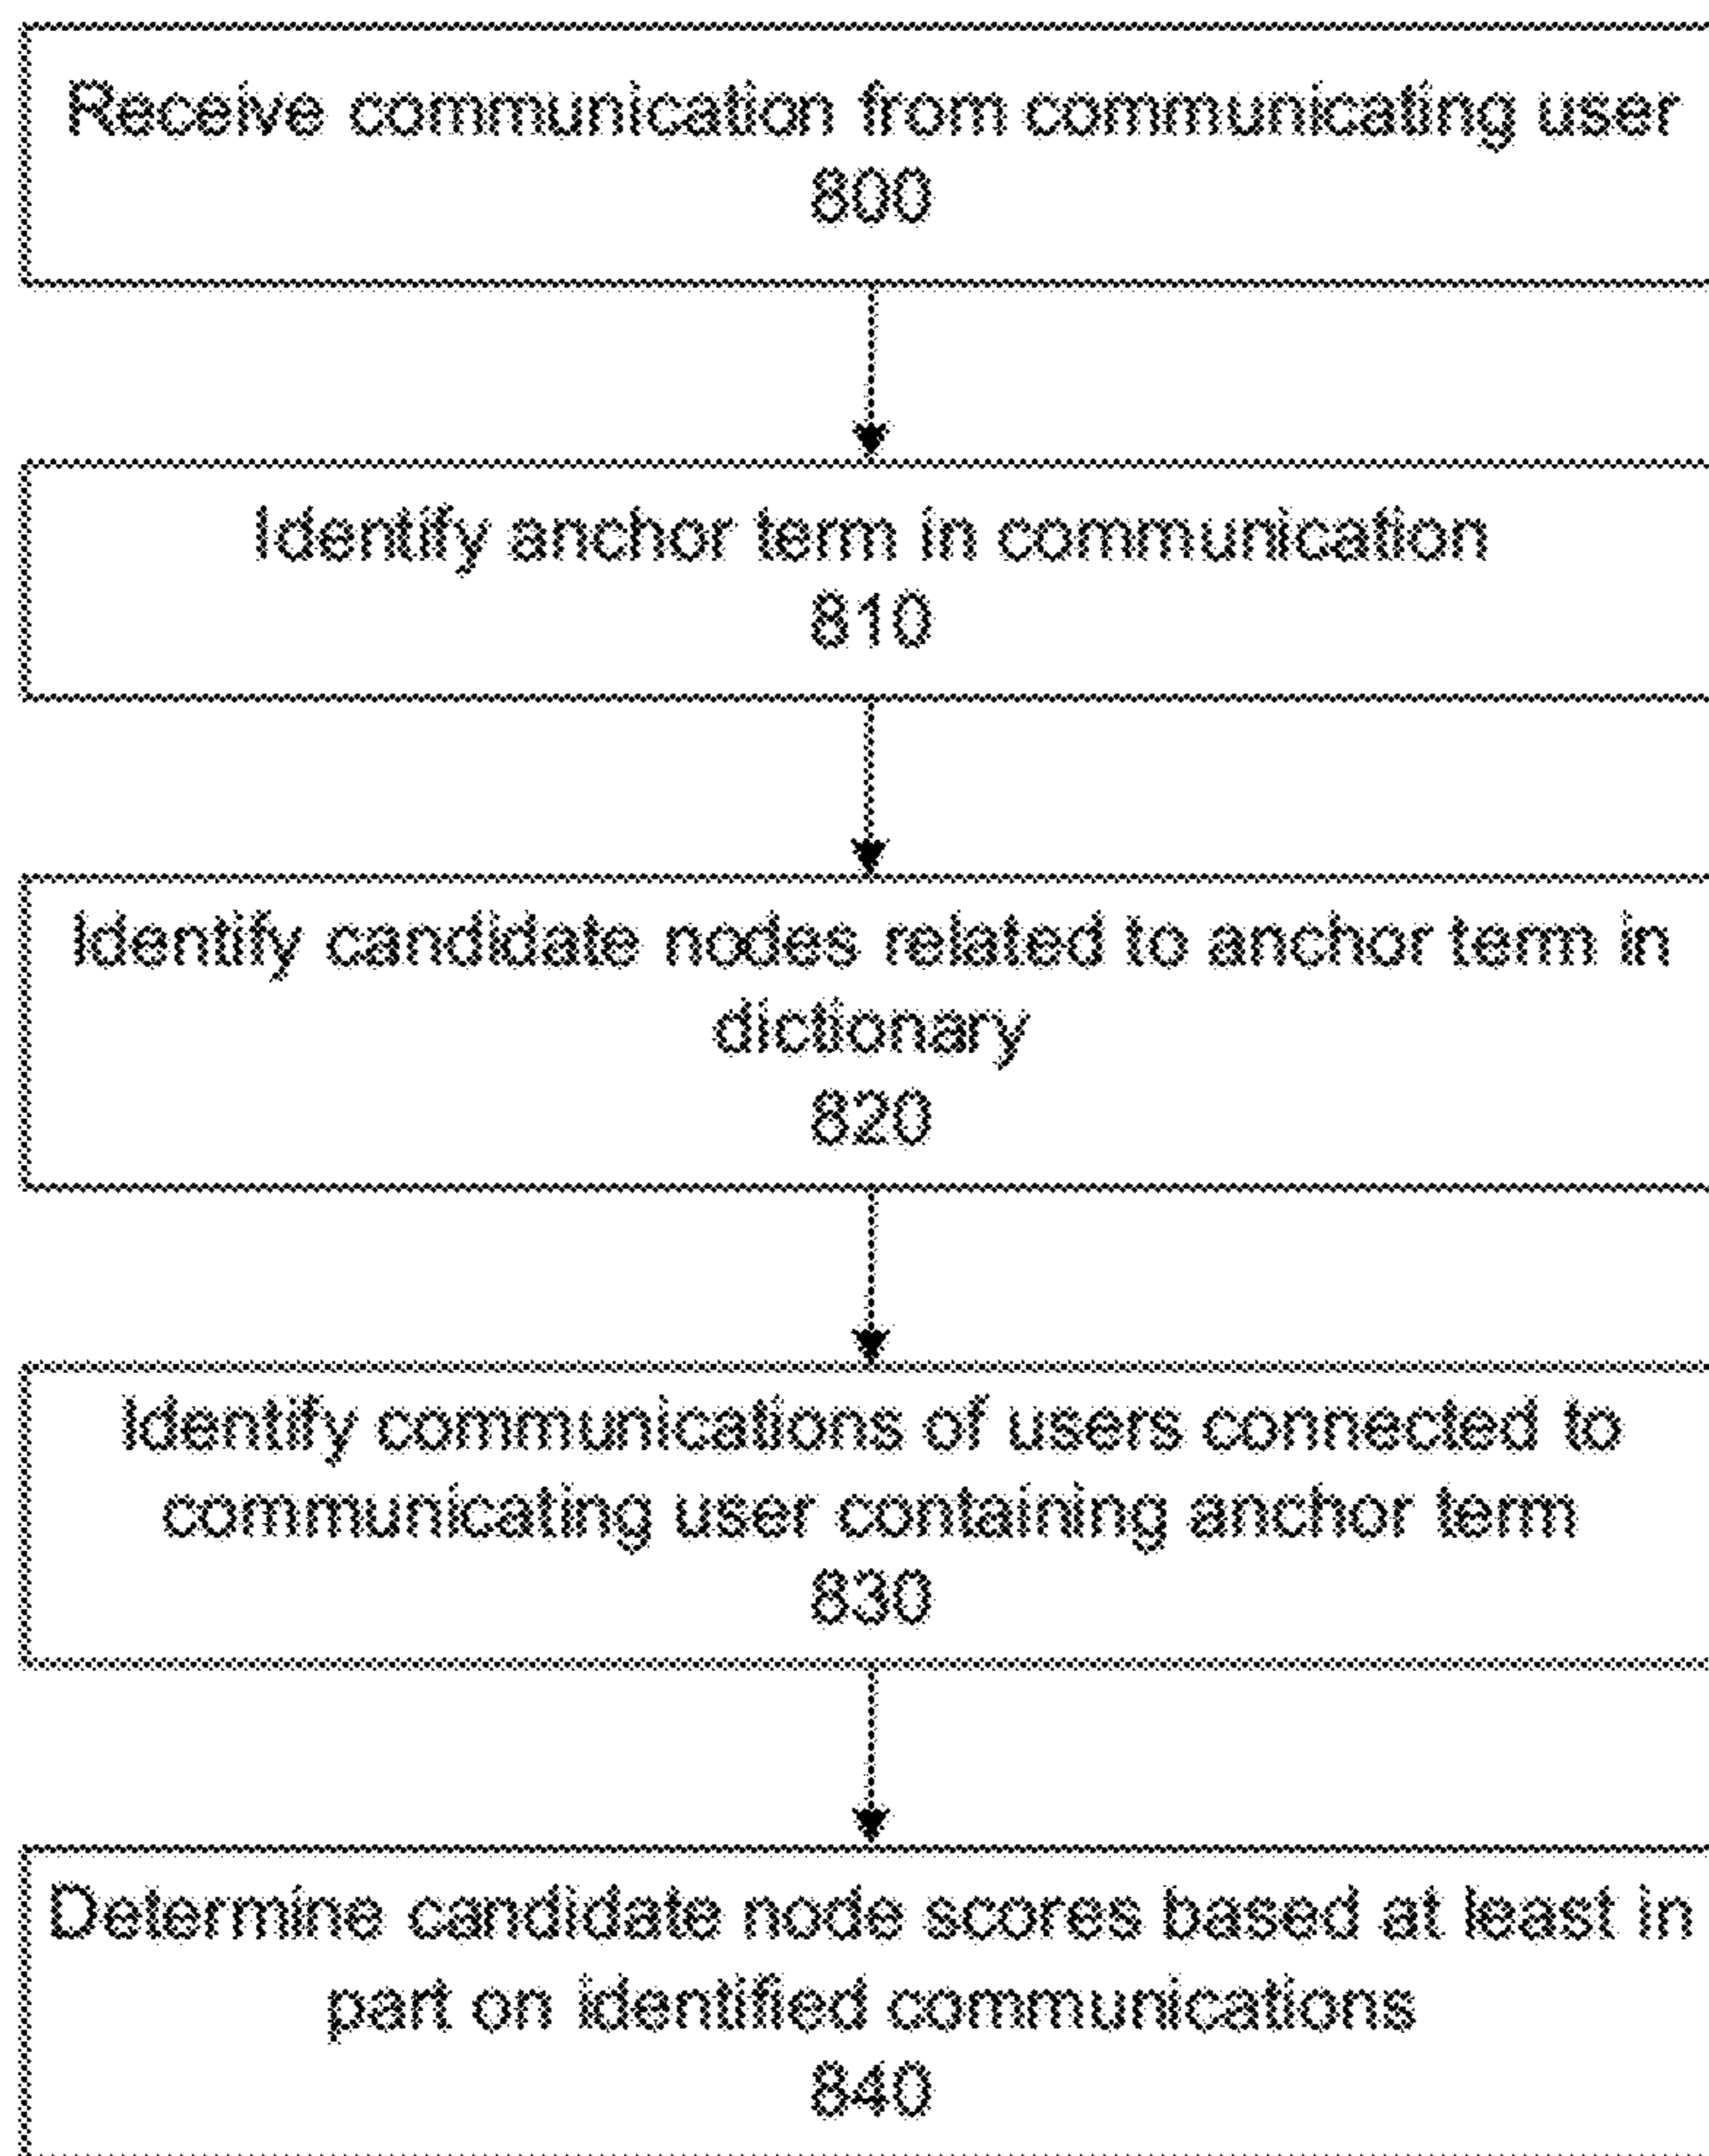 Receive communication from communicating user
800
Identify anchor term in communication
810
Identify candidate nodes related to anchor term in
dictionary
820
Identify communications of users connected to
communicating user containing anchor term
830
Determine candidate node scores based at least in
part on identified communications
840